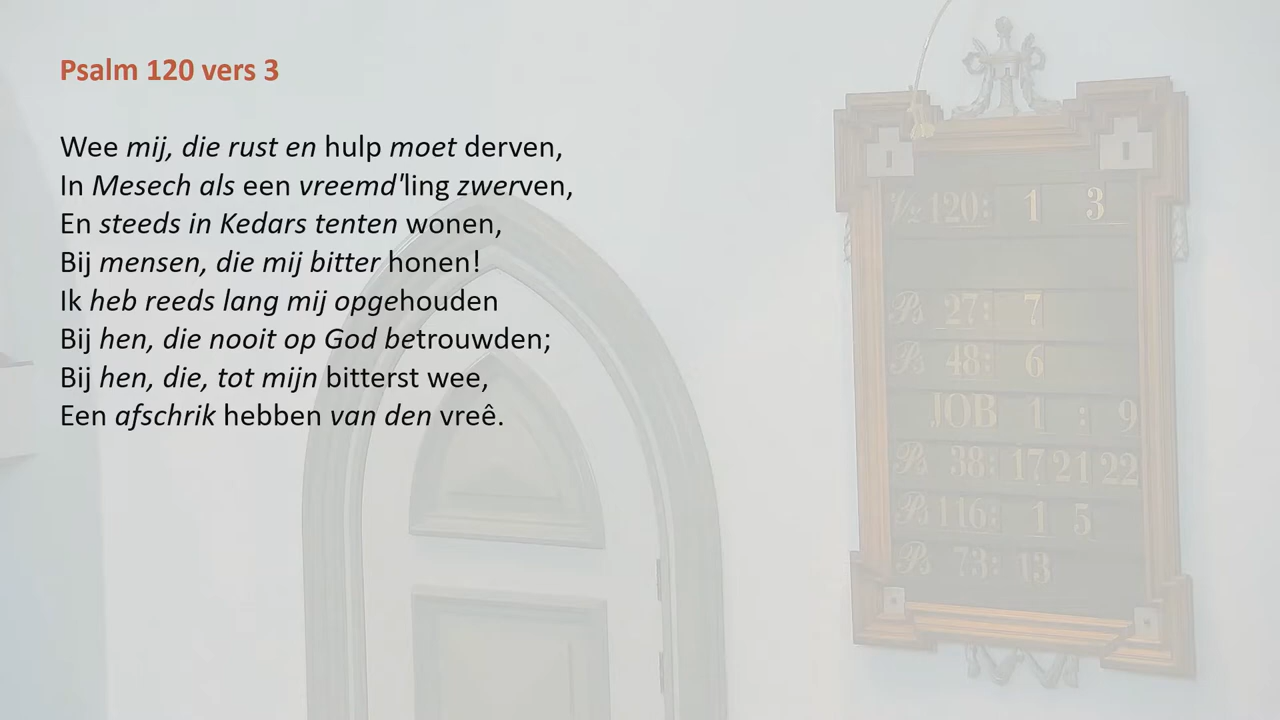 Psalm 120 vers 3
Wee mij, die rust en hulp moet derven,
In Mesech als een vreemd'ling zwerven,
En steeds in Kedars tenten wonen,
Bij mensen, die mij bitter honen!
Ik heb reeds lang mij opgehouden
Bij hen, die nooit op God betrouwden;
Bij hen, die, tot mijn bitterst wee,
Een afschrik hebben van den vreê.
120: 1 3
Ps 27: 7
Ps 48: 6
JOB 1 : 9
Ps 38: 17 21 22
Ps 116: 1 5
Ps 73: 13